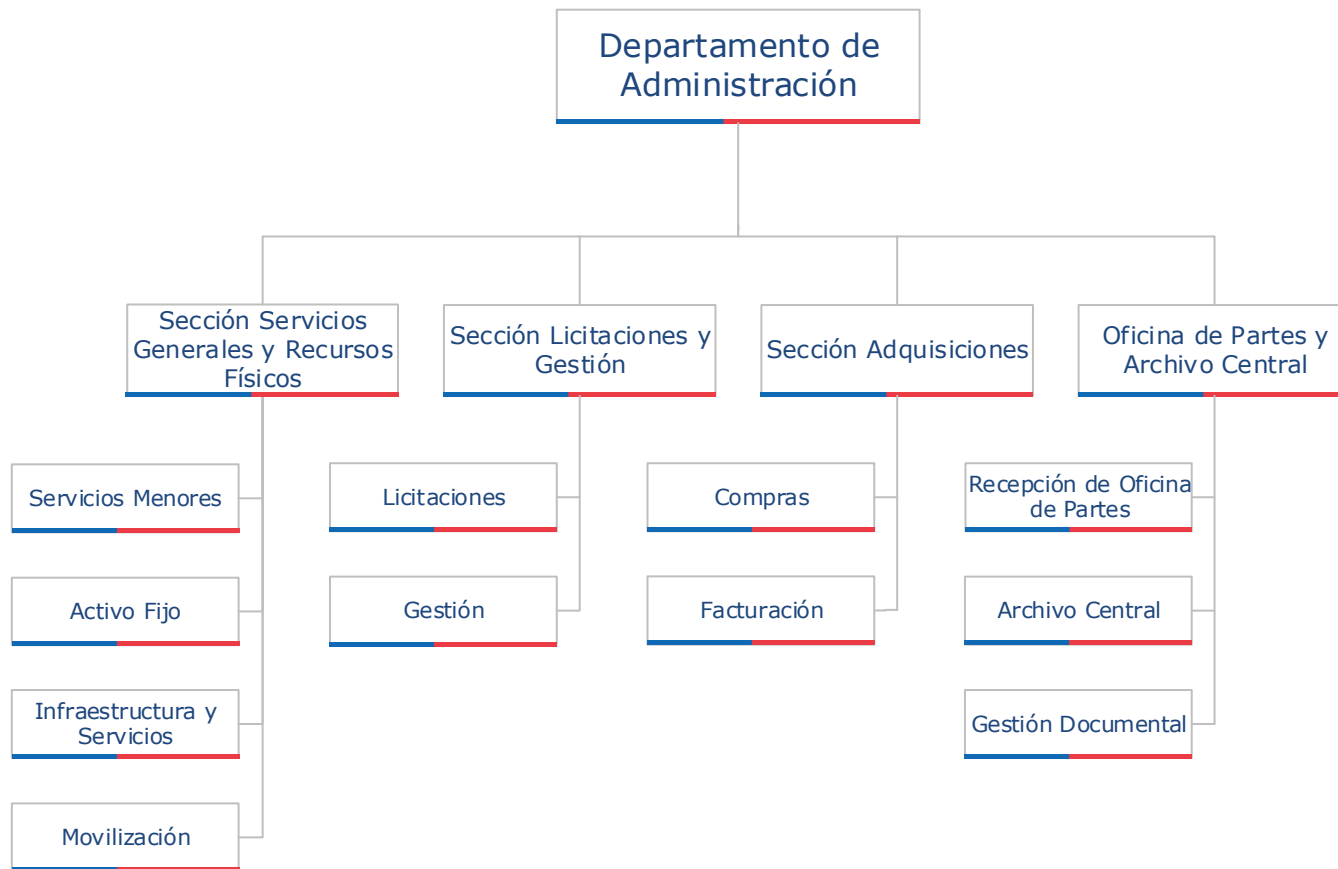 Departamento de
Administración
Sección Servicios
Generales y Recursos
Físicos
Sección Licitaciones y
Gestión
Sección Adquisiciones
Oficina de Partes y
Archivo Central
Servicios Menores
Licitaciones
Compras
Recepción de Oficina
de Partes
Activo Fijo
Gestión
Facturación
Archivo Central
Infraestructura y
Servicios
Gestión Documental
Movilización